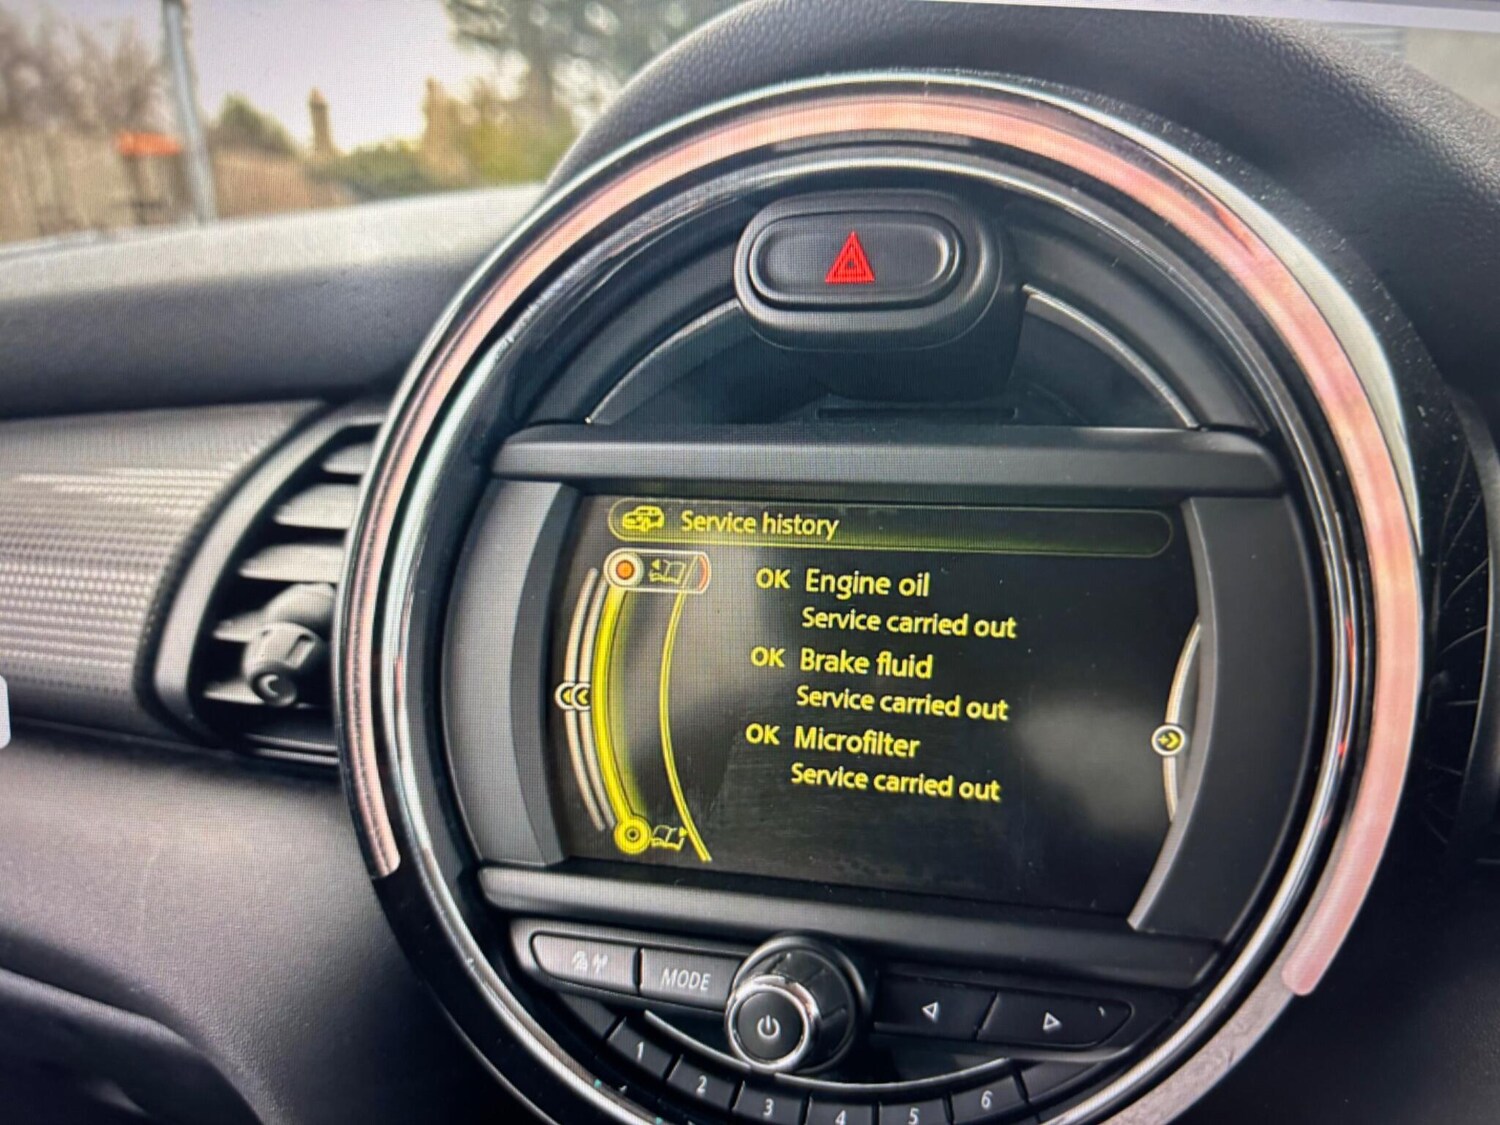 Service history
OK Engine oil
Service carried out
OK Brake fluid
Service carried out
OK Microfilter
Service carried out
MODE
1
2
3
4
5
6